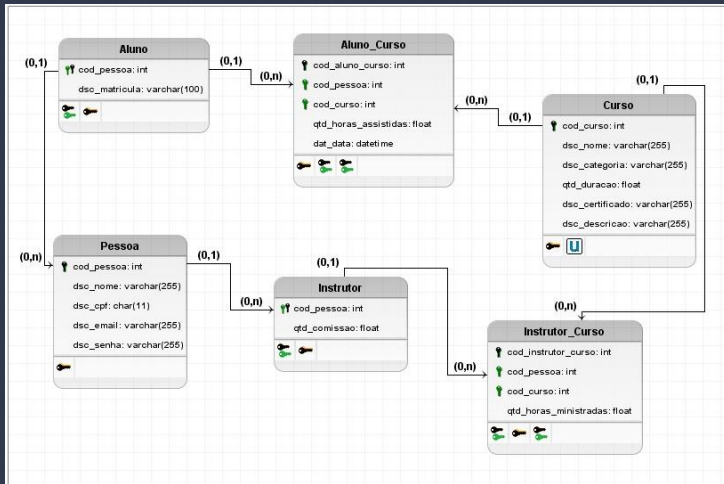 Aluno
cod_pessoa: int
dsc_matricula: varchar(100)
(0,1)
(0,1)
(0,n)
Aluno_Curso
cod_aluno_curso: int
cod_pessoa: int
cod_curso: int
qtd_horas_assistidas: float
dat_data: datetime
(0,n)
(0,1)
(0,1)
Curso
cod_curso: int
dsc_nome: varchar(255)
dsc_categoria: varchar(255)
qtd_duracao: float
dsc_certificado: varchar(255)
dsc_descricao: varchar(255)
U
(0,n)
Pessoa
cod_pessoa: int
dsc_nome: varchar(255)
dsc_cpf: char(11)
dsc_email: varchar(255)
dsc_senha: varchar(255)
(0,n)
(0,1)
(0,n)
Instrutor
cod_pessoa: int
qtd_comissao: float
(0,1)
(0,n)
Instrutor_Curso
cod_instrutor_curso: int
cod_pessoa: int
cod_curso: int
qtd_horas_ministradas: float